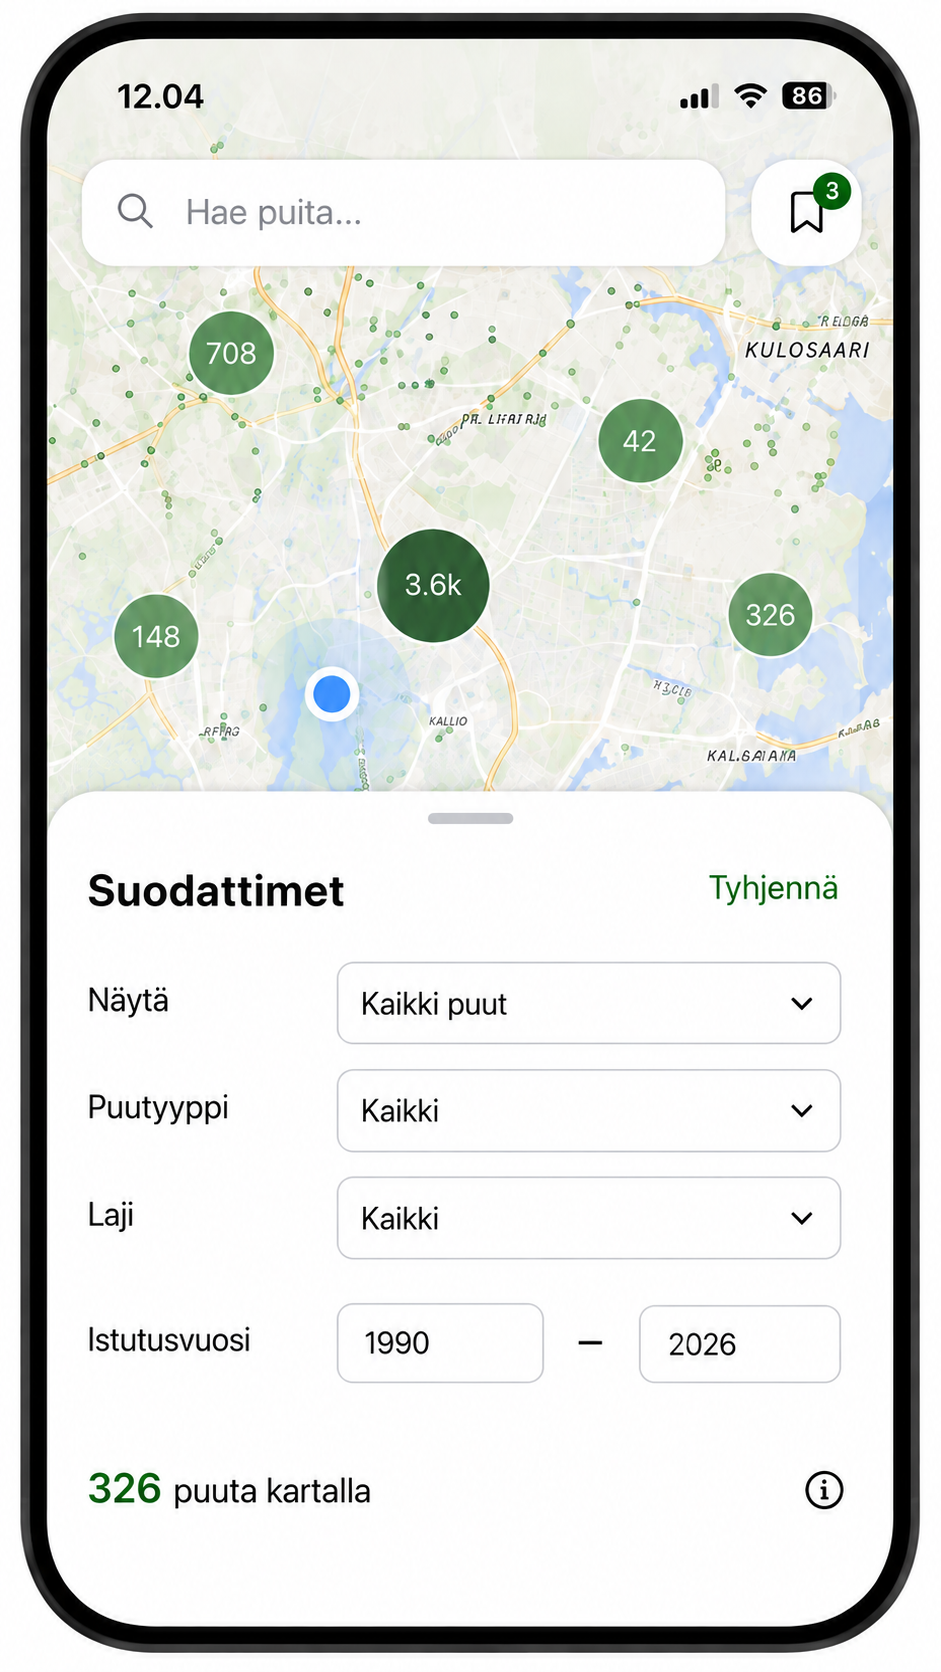 12.04
86
Hae puita...
3
708
KULOSAARI
42
3.6k
148
326
KALLIO
Suodattimet
Tyhjennä
Näytä
Kaikki puut
Puutyyppi
Kaikki
Laji
Kaikki
Istutusvuosi
1990 – 2026
326 puuta kartalla